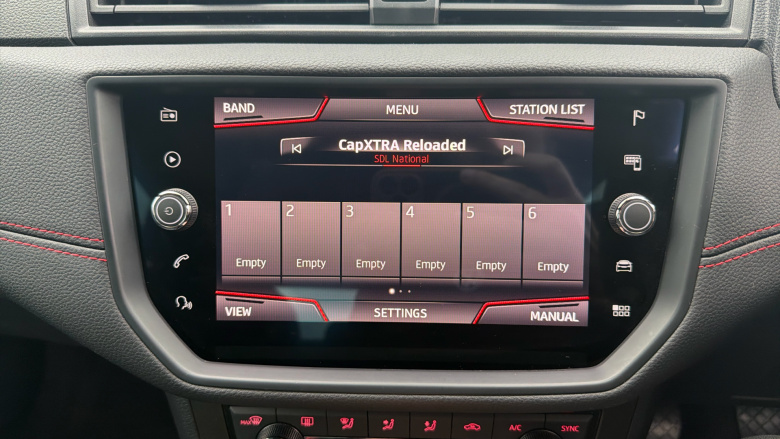 BAND MENU STATION LIST
CapXTRA Reloaded
SDL National
1 2 3 4 5 6
Empty Empty Empty Empty Empty Empty
VIEW SETTINGS MANUAL
MAX A/C SYNC